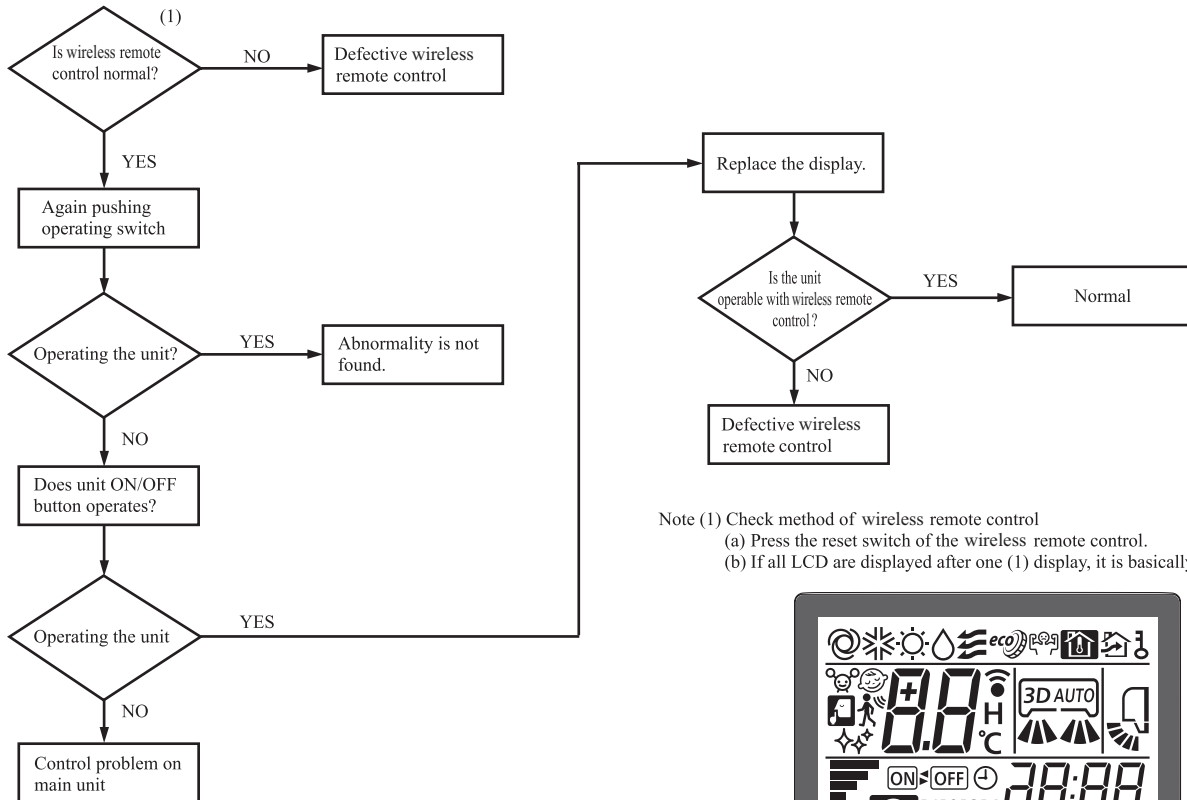 (1)
Is wireless remote
control normal?
NO
Defective wireless
remote control
YES
Again pushing
operating switch
Operating the unit?
YES
Abnormality is not
found.
NO
Does unit ON/OFF
button operates?
Operating the unit
YES
NO
Control problem on
main unit
Replace the display.
Is the unit
operable with wireless remote
control ?
YES
Normal
NO
Defective wireless
remote control
Note (1) Check method of wireless remote control
(a) Press the reset switch of the wireless remote control.
(b) If all LCD are displayed after one (1) display, it is basically
eco
+8.8
H
°C
3D AUTO
ON OFF